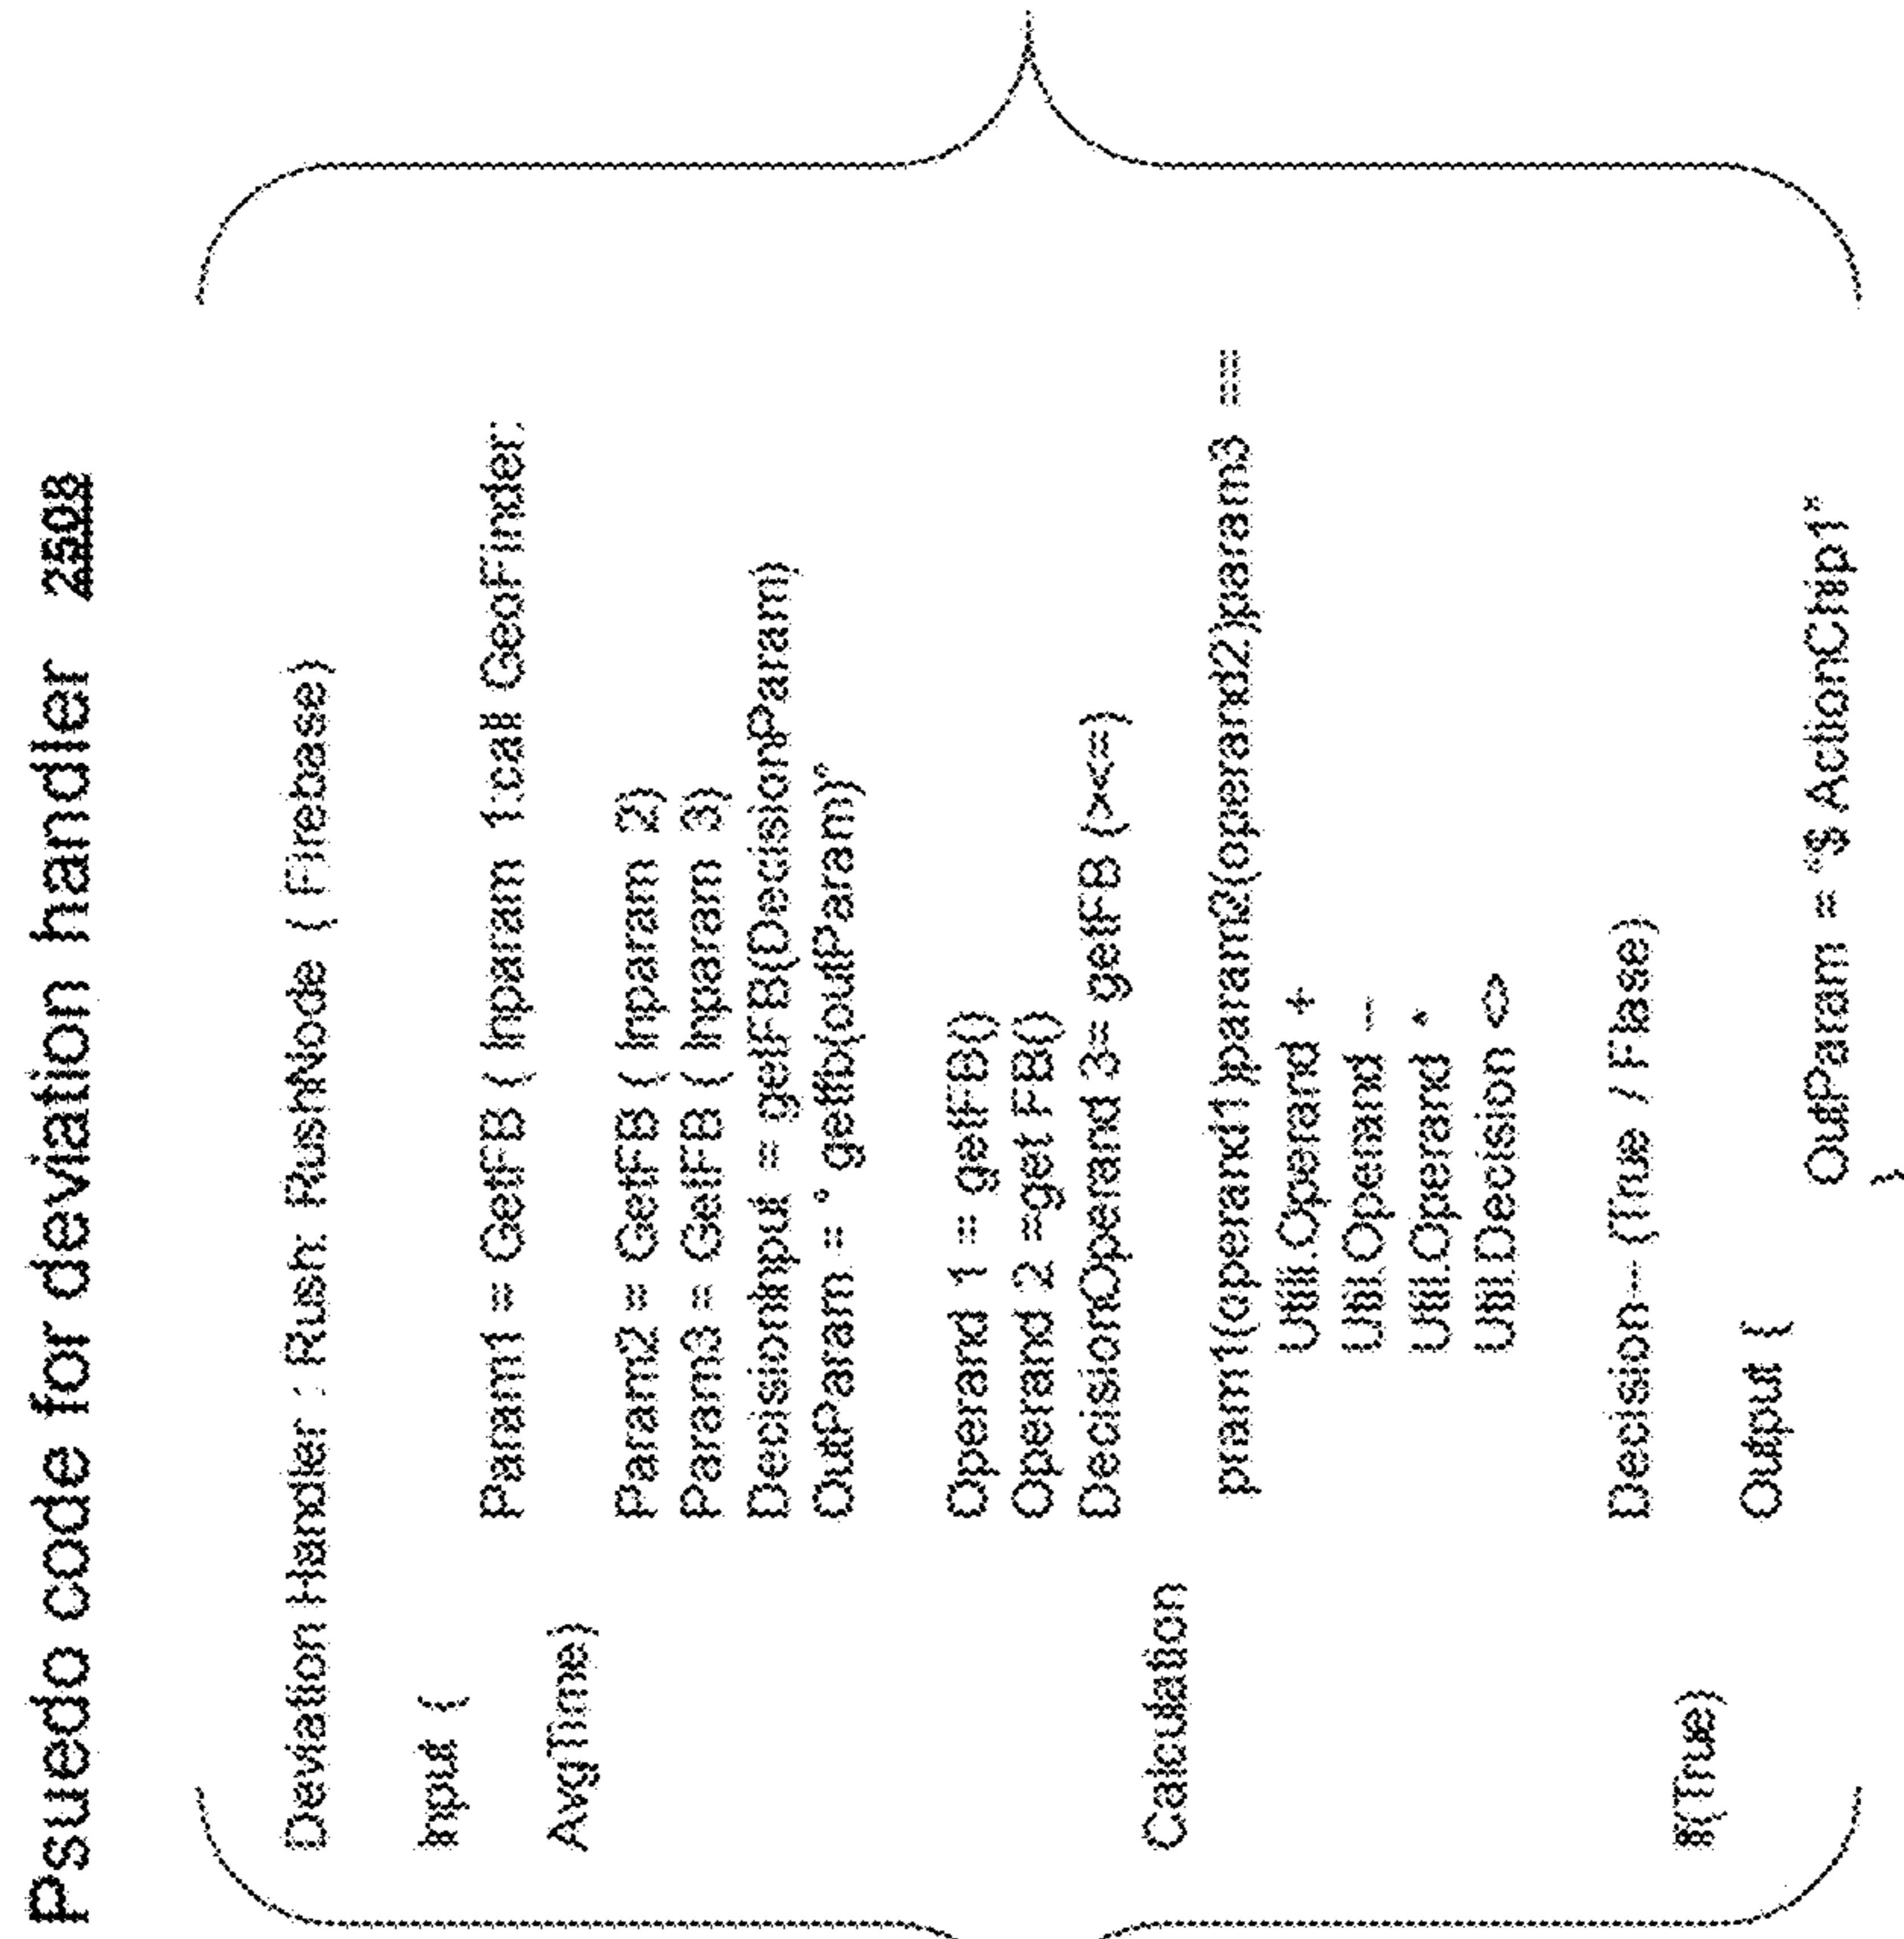 Psuedo code for deviation handler 2508
Deviation Handler : Rush RushNode { Firebase}
Input {
Param1 = GetFB ( Inparam 1:call GeoFinder:
AvgTime)
Param2 = GetFB ( Inparam 2)
Param3 = GetFB ( Inparam 3)
DecisionInput = getFB(DecisionParam)
OutParam = " getfb(outParam)"
Operand 1 = getFB()
Operand 2 =get FB()
DecisionOperand 3= getFB (><=)
Calculation
pram1(operand1)param2(operand2)param3 ==
Util.Operand +
Util.Operand -
Util.Operand *
Util.Decision <>
Decision-- (True / Flase)
If(True)
Output {
OutParam = "$ ActionChip1"
}